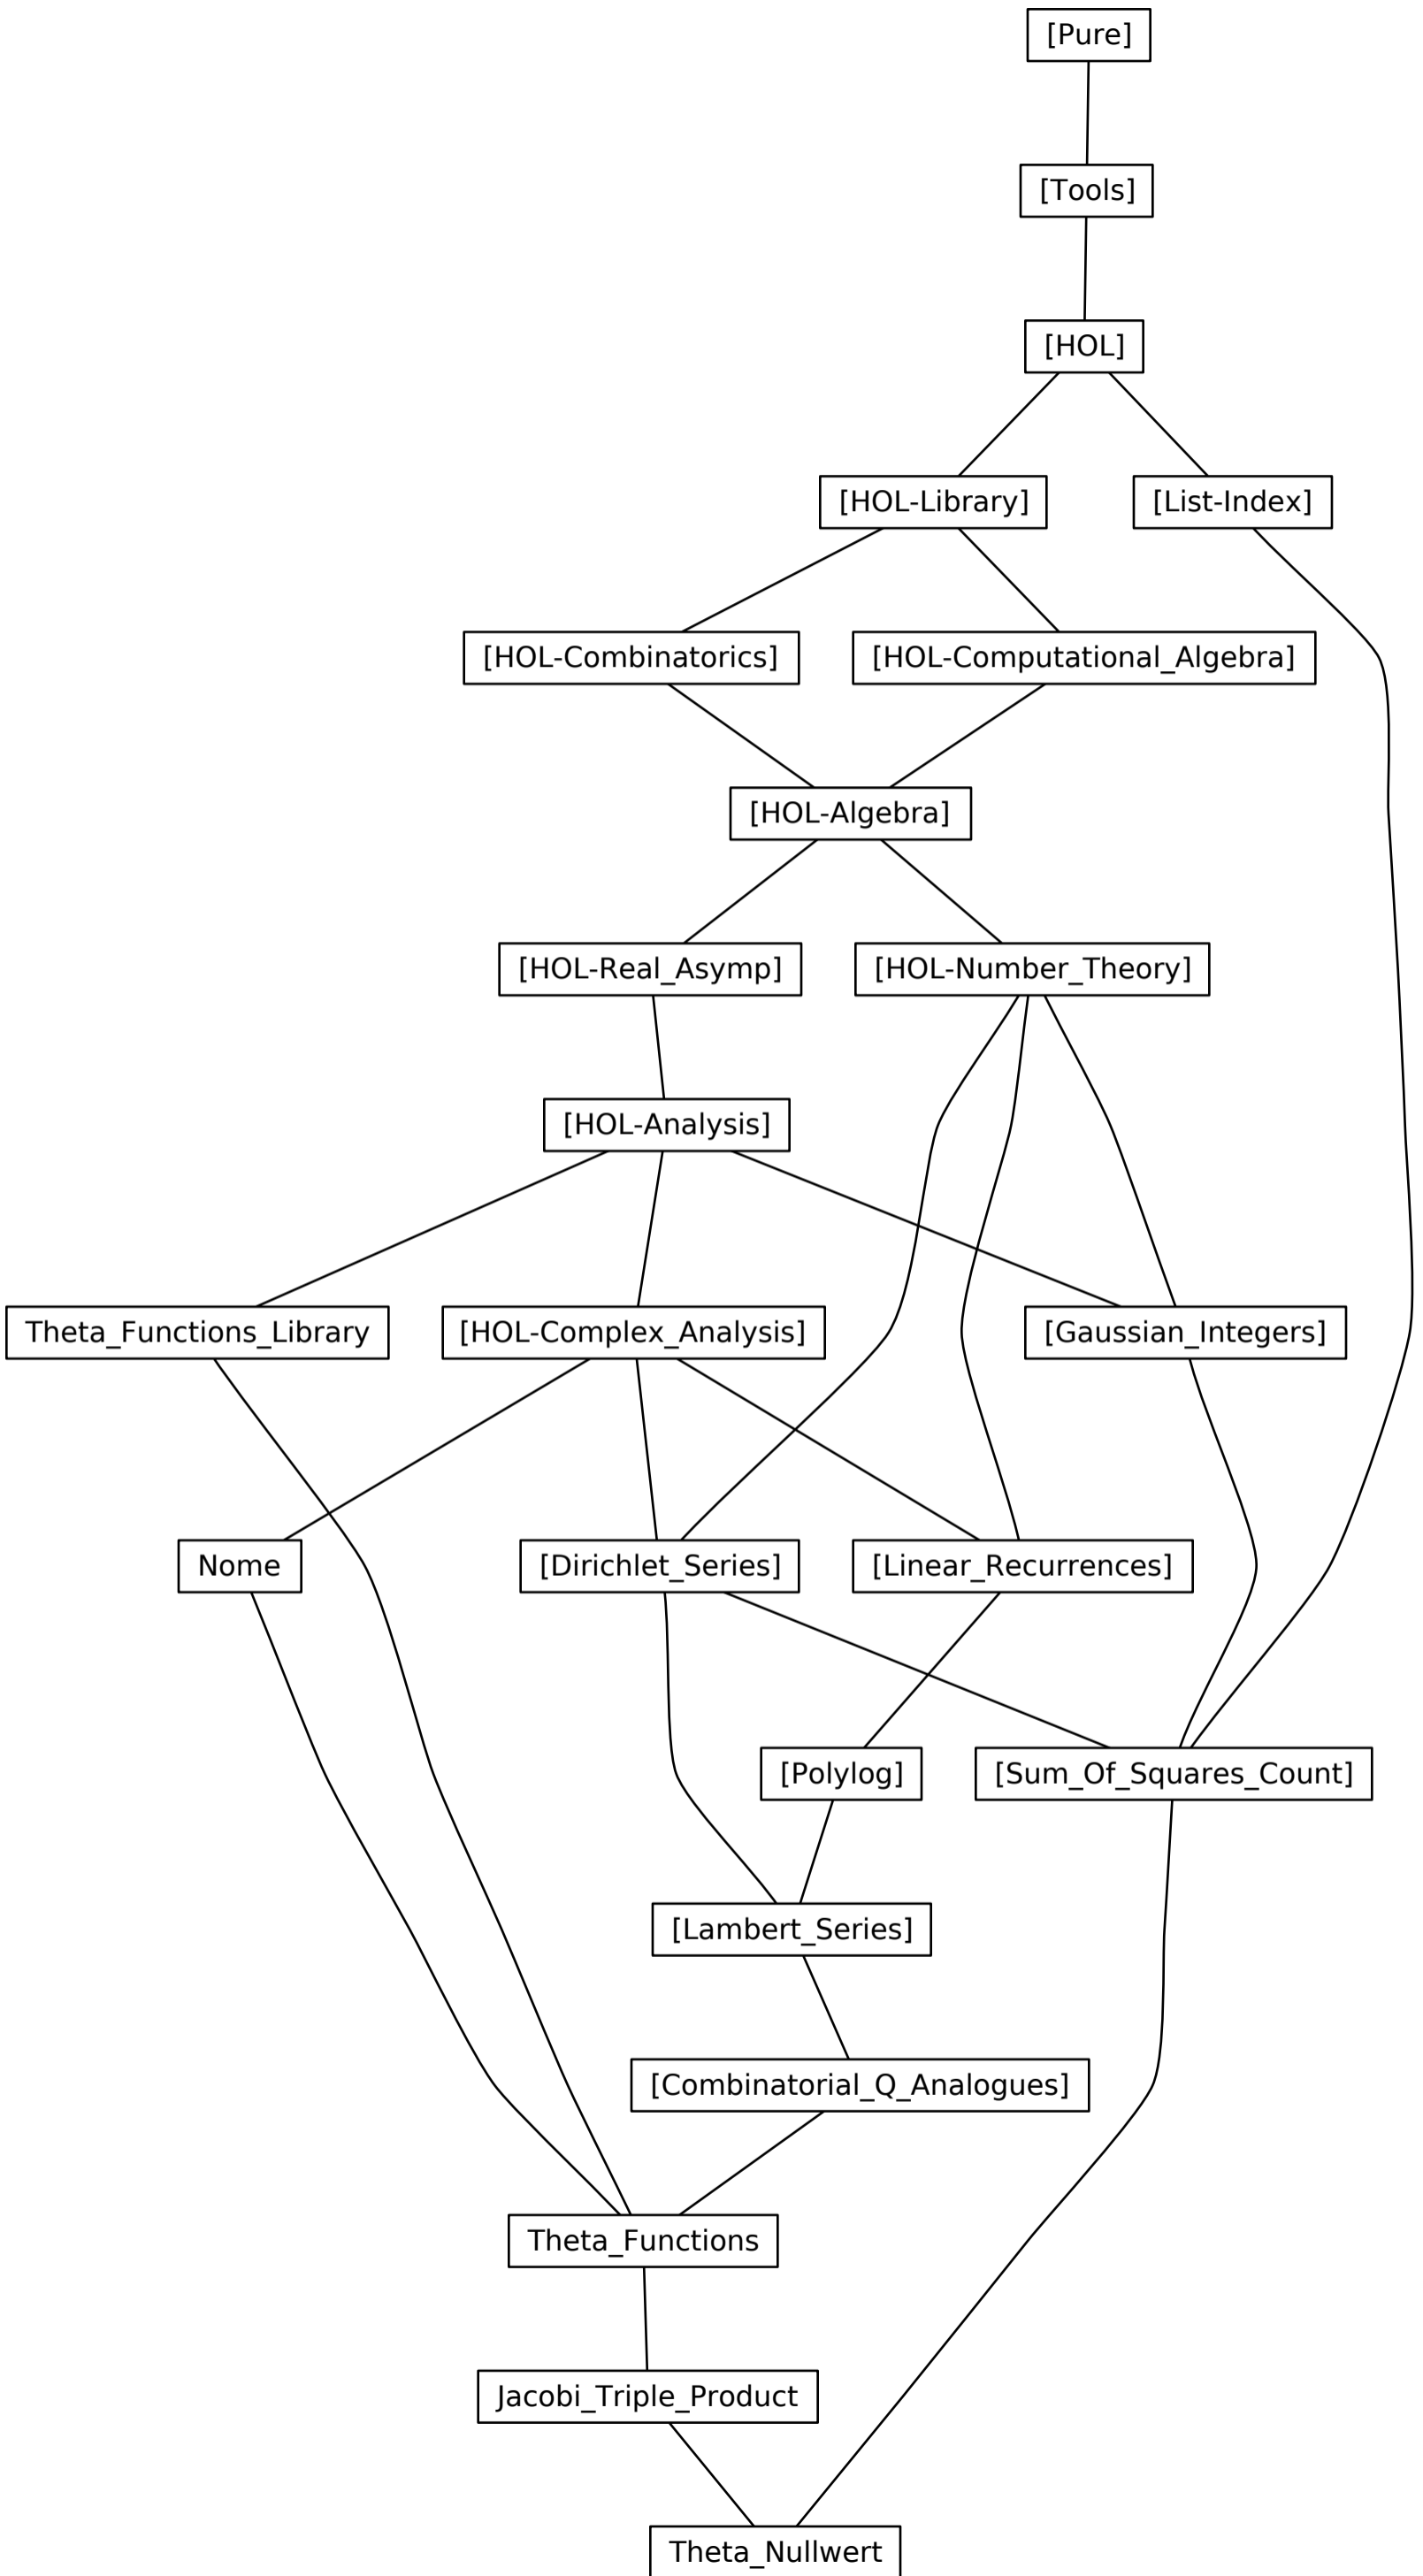 [Pure]
[Tools]
[HOL]
[HOL-Library]
[List-Index]
[HOL-Combinatorics]
[HOL-Computational_Algebra]
[HOL-Algebra]
[HOL-Real_Asymp]
[HOL-Number_Theory]
[HOL-Analysis]
Theta_Functions_Library
[HOL-Complex_Analysis]
[Gaussian_Integers]
Nome
[Dirichlet_Series]
[Linear_Recurrences]
[Polylog]
[Sum_Of_Squares_Count]
[Lambert_Series]
[Combinatorial_Q_Analogues]
Theta_Functions
Jacobi_Triple_Product
Theta_Nullwert